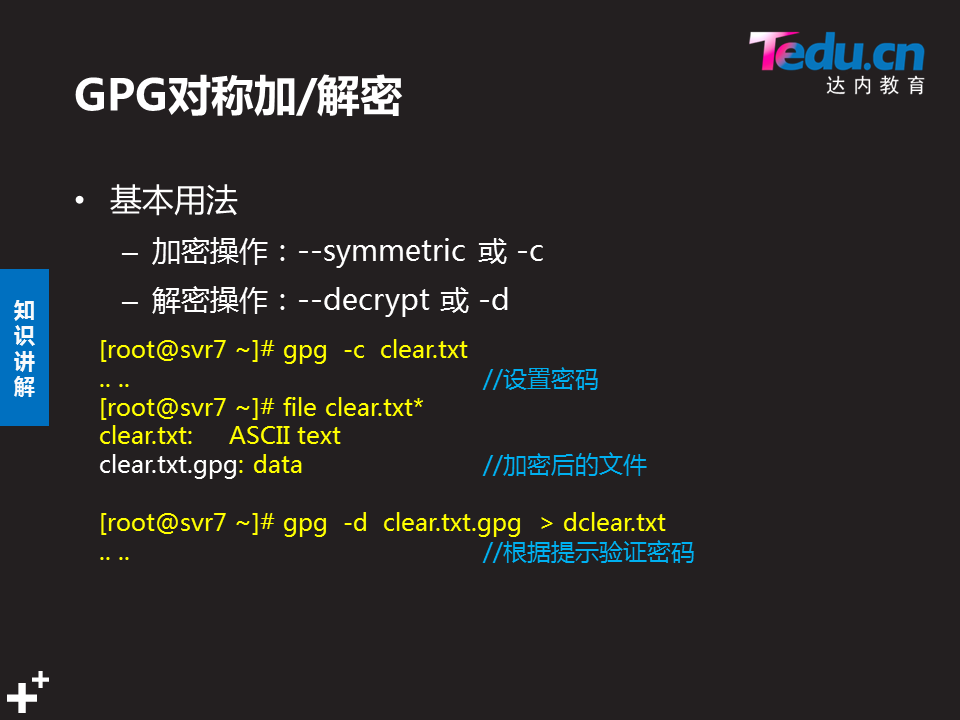 Tedu.cn
达内教育
GPG对称加/解密
• 基本用法
– 加密操作：--symmetric 或 -c
– 解密操作：--decrypt 或 -d
知识讲解
[root@svr7 ~]# gpg -c clear.txt
.. .. //设置密码
[root@svr7 ~]# file clear.txt*
clear.txt: ASCII text
clear.txt.gpg: data //加密后的文件
[root@svr7 ~]# gpg -d clear.txt.gpg > dclear.txt
.. .. //根据提示验证密码